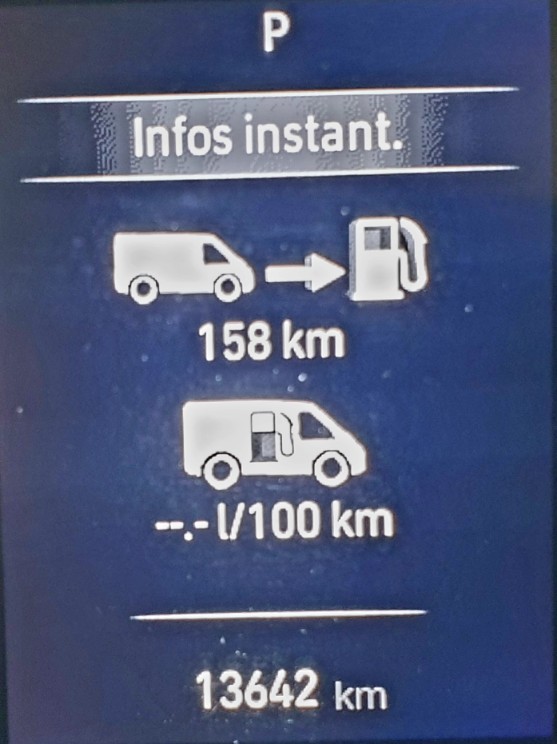 P
Infos instant.
158 km
--.- l/100 km
13642 km